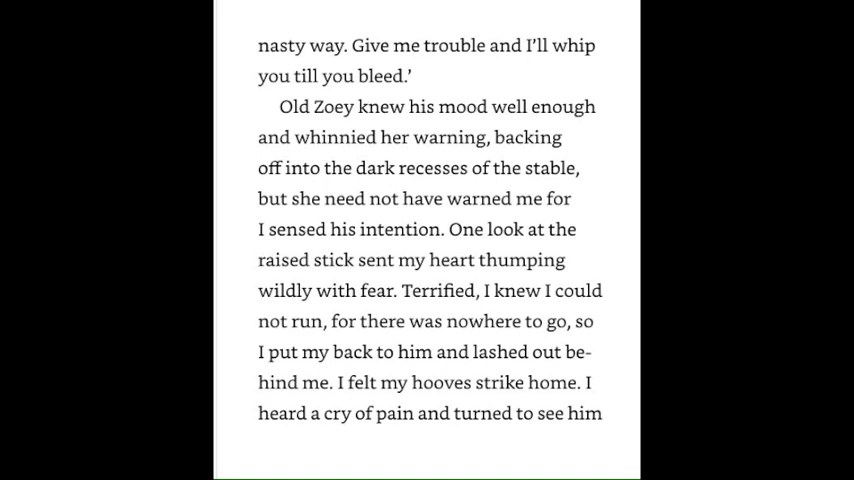 nasty way. Give me trouble and I’ll whip
you till you bleed.’
Old Zoey knew his mood well enough
and whinnied her warning, backing
off into the dark recesses of the stable,
but she need not have warned me for
I sensed his intention. One look at the
raised stick sent my heart thumping
wildly with fear. Terrified, I knew I could
not run, for there was nowhere to go, so
I put my back to him and lashed out be-
hind me. I felt my hooves strike home. I
heard a cry of pain and turned to see him